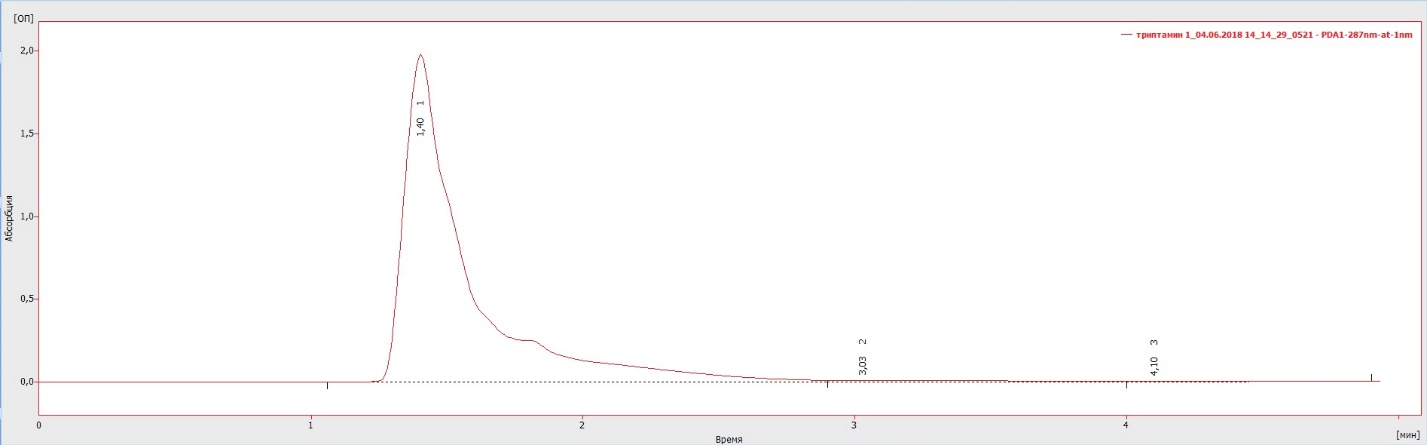 [ОП]
триптамин 1_04.06.2018 14_14_29_0521 - PDA1-287nm-at-1nm
2,0
1,5
1,0
0,5
0,0
Абсорбция
1,40 1
3,03 2
4,10 3
0
1
2
3
4
Время
[мин]